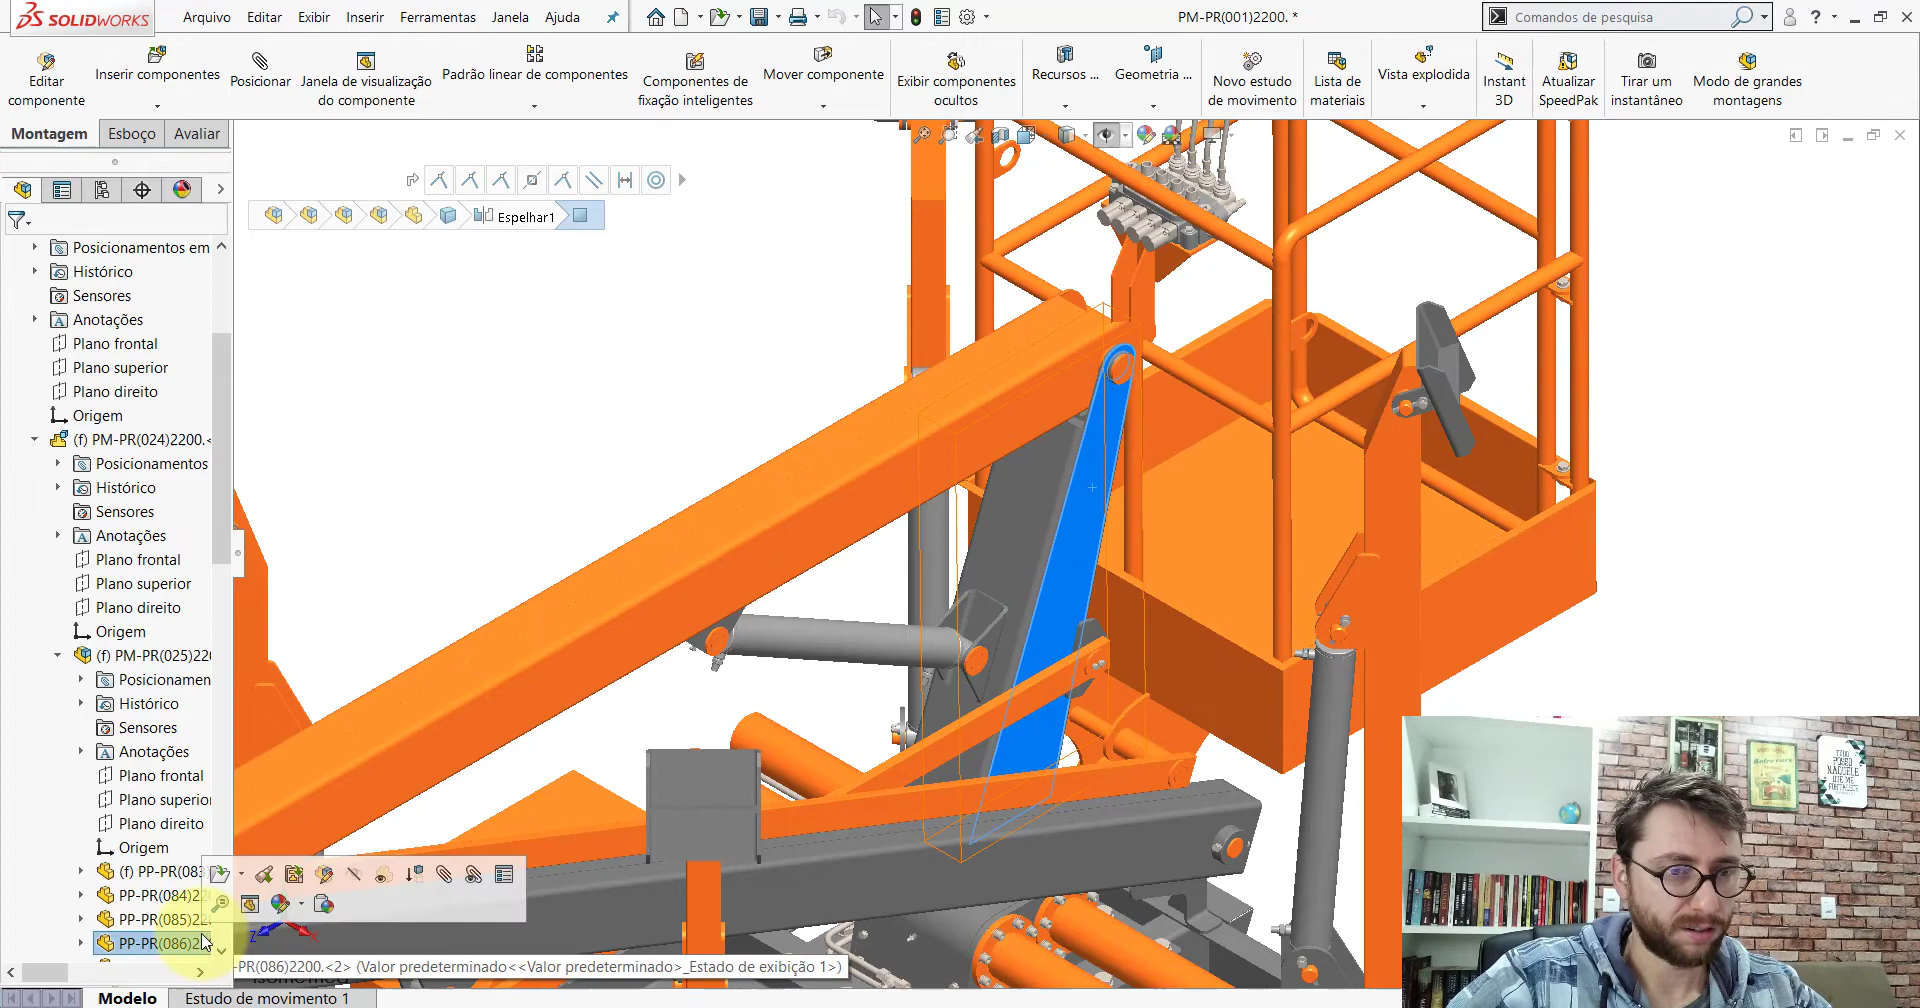 SOLIDWORKS
Arquivo Editar Exibir Inserir Ferramentas Janela Ajuda
PM-PR(001)2200. *
Comandos de pesquisa
Editar componente
Inserir componentes
Posicionar
Janela de visualização do componente
Padrão linear de componentes
Componentes de fixação inteligentes
Mover componente
Exibir componentes ocultos
Recursos ...
Geometria ...
Novo estudo de movimento
Lista de materiais
Vista explodida
Instant 3D
Atualizar SpeedPak
Tirar um instantâneo
Modo de grandes montagens
Montagem Esboço Avaliar
Espelhar1
Posicionamentos em
Histórico
Sensores
Anotações
Plano frontal
Plano superior
Plano direito
Origem
(f) PM-PR(024)2200.<
Posicionamentos
Histórico
Sensores
Anotações
Plano frontal
Plano superior
Plano direito
Origem
(f) PM-PR(025)220
Posicionamen
Histórico
Sensores
Anotações
Plano frontal
Plano superior
Plano direito
Origem
(f) PP-PR(083)
PP-PR(084)22
PP-PR(085)22
PP-PR(086)2
-PR(086)2200.<2> (Valor predeterminado<<Valor predeterminado>_Estado de exibição 1>)
Modelo Estudo de movimento 1